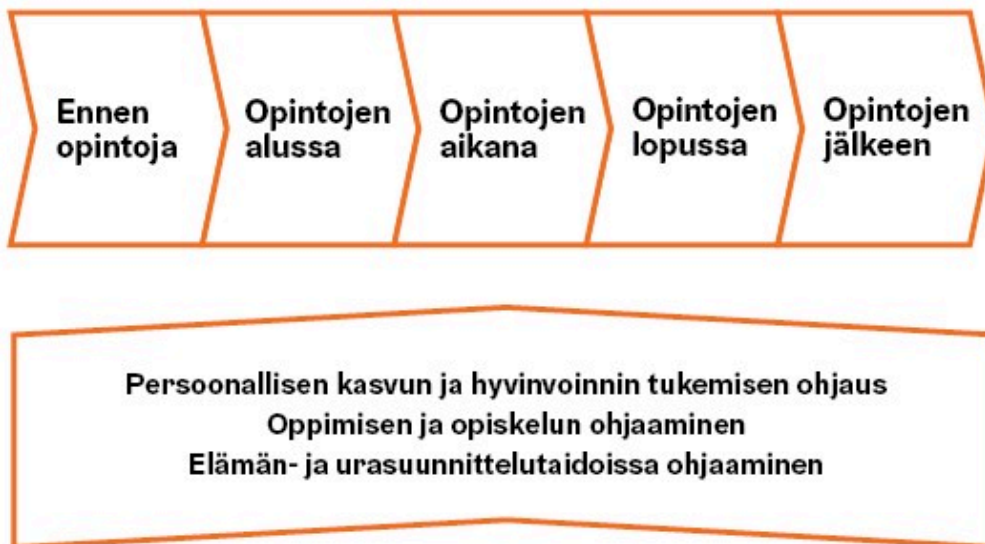 Ennen
opintoja
Opintojen
alussa
Opintojen
aikana
Opintojen
lopussa
Opintojen
jälkeen
Persoonallisen kasvun ja hyvinvoinnin tukemisen ohjaus
Oppimisen ja opiskelun ohjaaminen
Elämän- ja urasuunnittelutaidoissa ohjaaminen